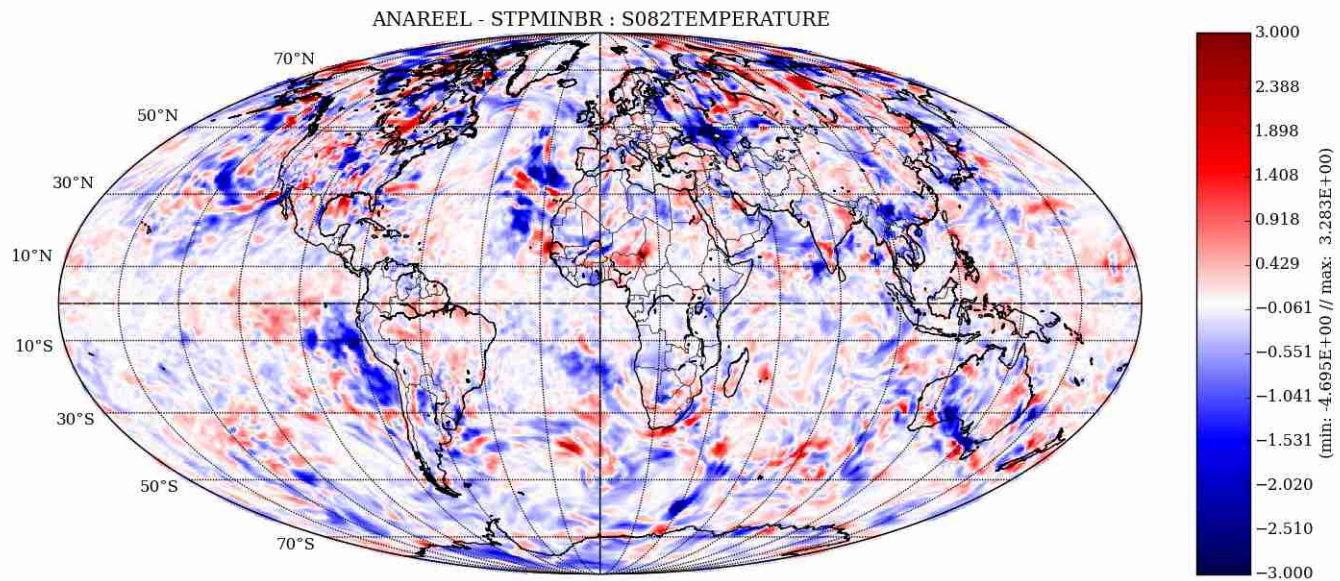 ANAREEL - STPMINBR : S082TEMPERATURE
70°N
50°N
30°N
10°N
10°S
30°S
50°S
70°S
3.000
2.388
1.898
1.408
0.918
0.429
−0.061
−0.551
−1.041
−1.531
−2.020
−2.510
−3.000
(min: -4.695E+00 // max: 3.283E+00)